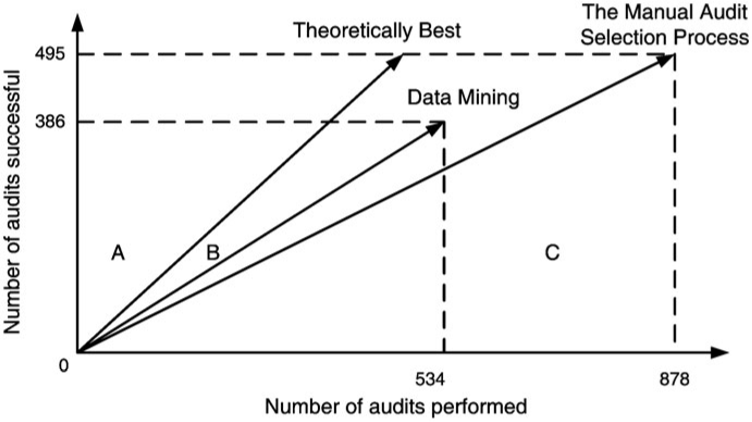 The Manual Audit
Selection Process
Theoretically Best
495
Data Mining
386
Number of audits successful
A
B
C
0
534
878
Number of audits performed